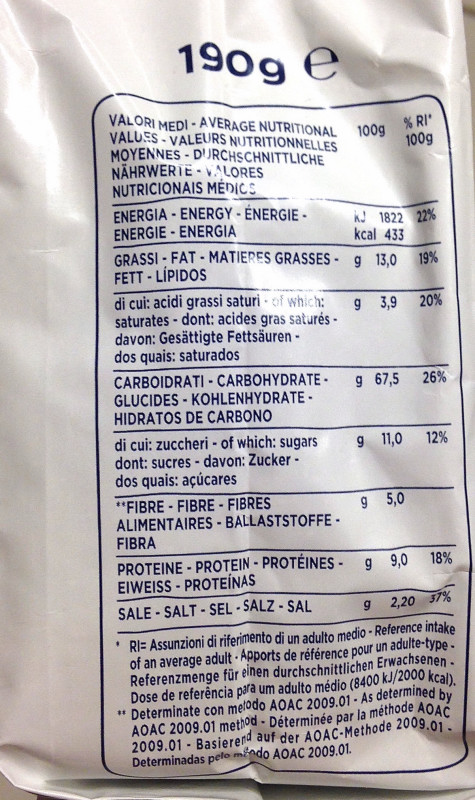 190g ℮
VALORI MEDI - AVERAGE NUTRITIONAL 100g % RI*
VALUES - VALEURS NUTRITIONNELLES 100g
MOYENNES - DURCHSCHNITTLICHE
NÄHRWERTE - VALORES
NUTRICIONAIS MÉDIOS
ENERGIA - ENERGY - ÉNERGIE - kJ 1822 22%
ENERGIE - ENERGIA kcal 433
GRASSI - FAT - MATIERES GRASSES - g 13,0 19%
FETT - LÍPIDOS
di cui: acidi grassi saturi - of which: g 3,9 20%
saturates - dont: acides gras saturés -
davon: Gesättigte Fettsäuren -
dos quais: saturados
CARBOIDRATI - CARBOHYDRATE - g 67,5 26%
GLUCIDES - KOHLENHYDRATE -
HIDRATOS DE CARBONO
di cui: zuccheri - of which: sugars g 11,0 12%
dont: sucres - davon: Zucker -
dos quais: açúcares
**FIBRE - FIBRE - FIBRES g 5,0
ALIMENTAIRES - BALLASTSTOFFE -
FIBRA
PROTEINE - PROTEIN - PROTÉINES - g 9,0 18%
EIWEISS - PROTEÍNAS
SALE - SALT - SEL - SALZ - SAL g 2,20 37%
* RI= Assunzioni di riferimento di un adulto medio - Reference intake
of an average adult - Apports de référence pour un adulte-type -
Referenzmenge für einen durchschnittlichen Erwachsenen -
Dose de referência para um adulto médio (8400 kJ/2000 kcal).
** Determinate con metodo AOAC 2009.01 - As determined by
AOAC 2009.01 method - Déterminée par la méthode AOAC
2009.01 - Basierend auf der AOAC-Methode 2009.01 -
Determinadas pelo método AOAC 2009.01.